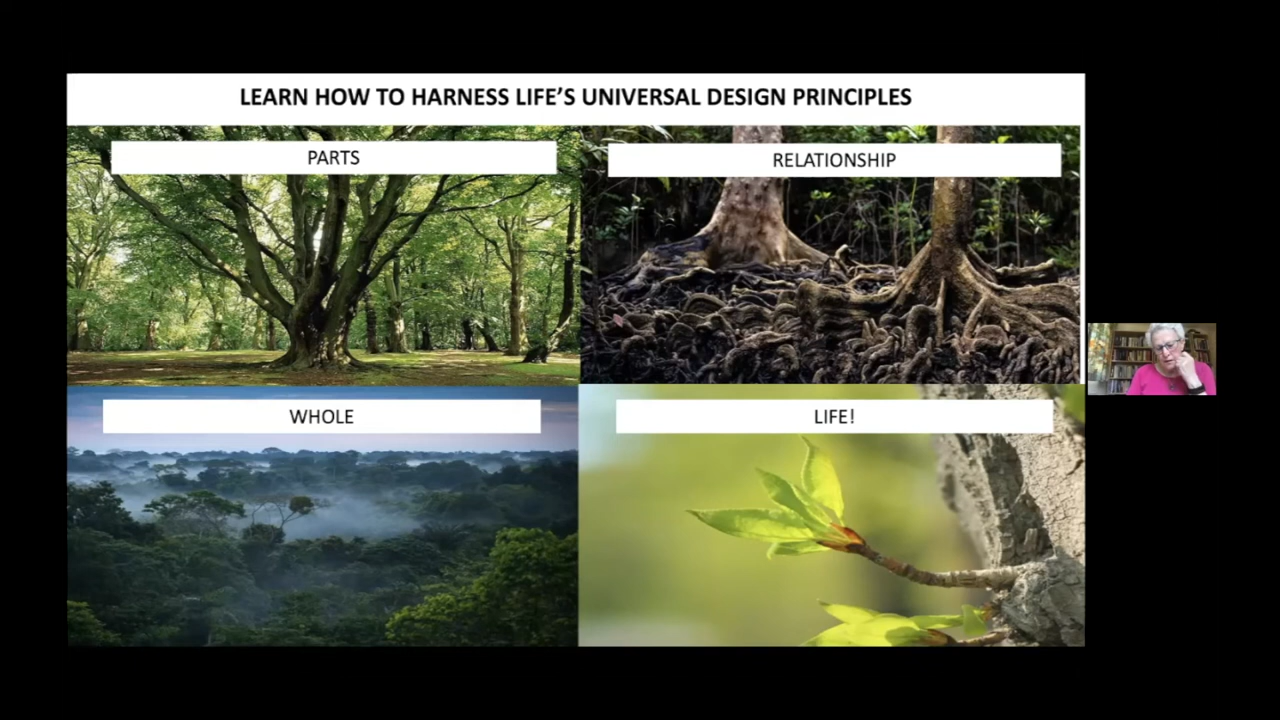 LEARN HOW TO HARNESS LIFE’S UNIVERSAL DESIGN PRINCIPLES
PARTS
RELATIONSHIP
WHOLE
LIFE!